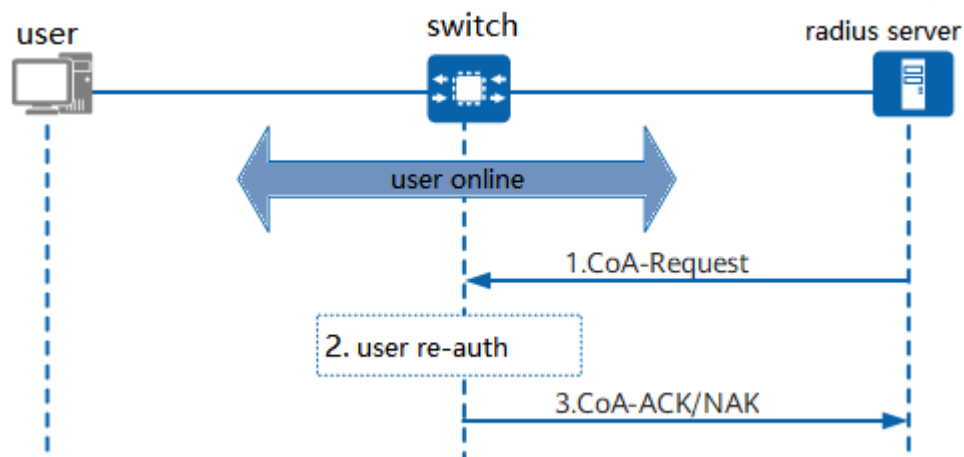 user
switch
radius server
user online
1.CoA-Request
2. user re-auth
3.CoA-ACK/NAK